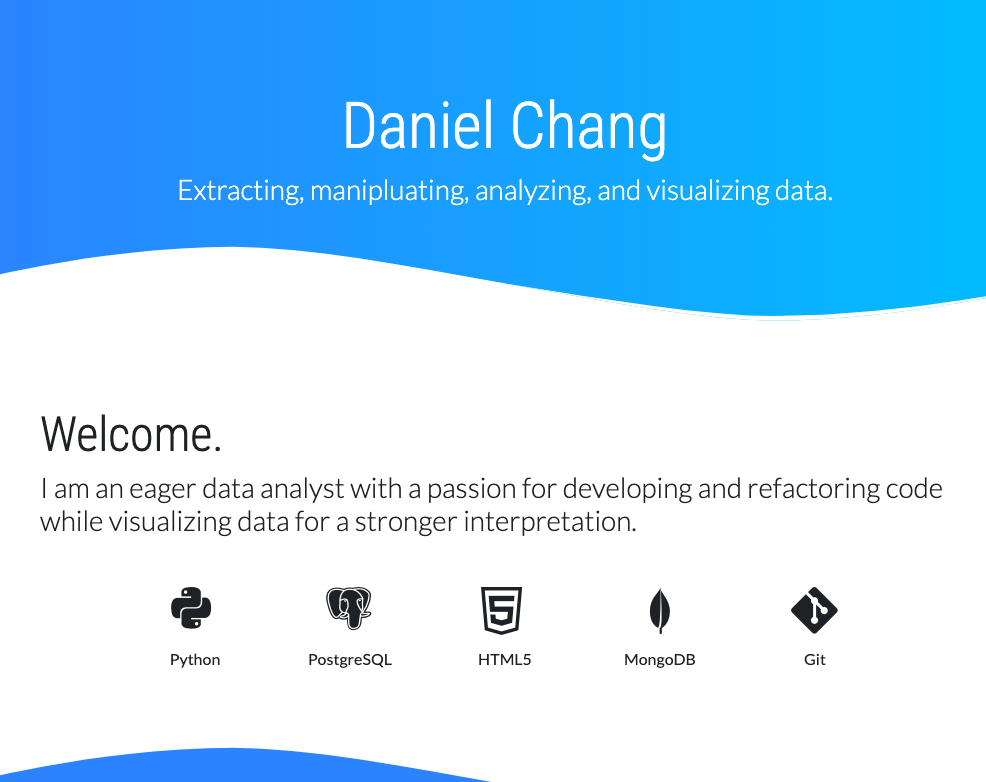 Daniel Chang
Extracting, manipluating, analyzing, and visualizing data.
Welcome.
I am an eager data analyst with a passion for developing and refactoring code
while visualizing data for a stronger interpretation.
Python
PostgreSQL
HTML5
MongoDB
Git